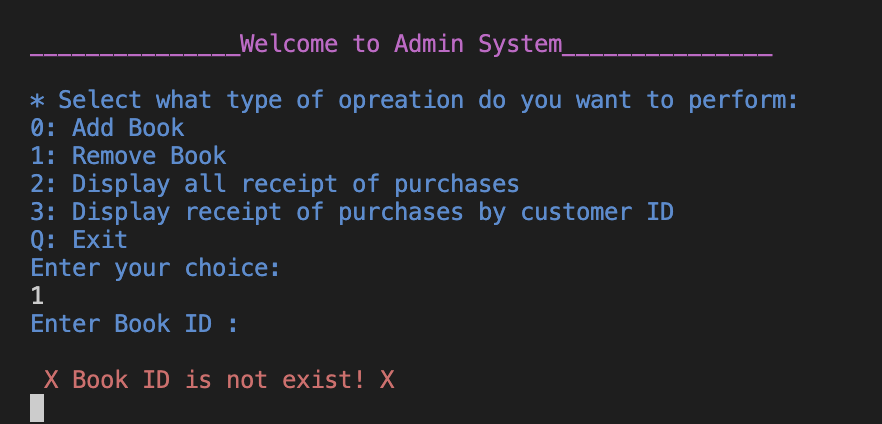 _______________Welcome to Admin System_______________
* Select what type of opreation do you want to perform:
0: Add Book
1: Remove Book
2: Display all receipt of purchases
3: Display receipt of purchases by customer ID
Q: Exit
Enter your choice:
1
Enter Book ID :
X Book ID is not exist! X